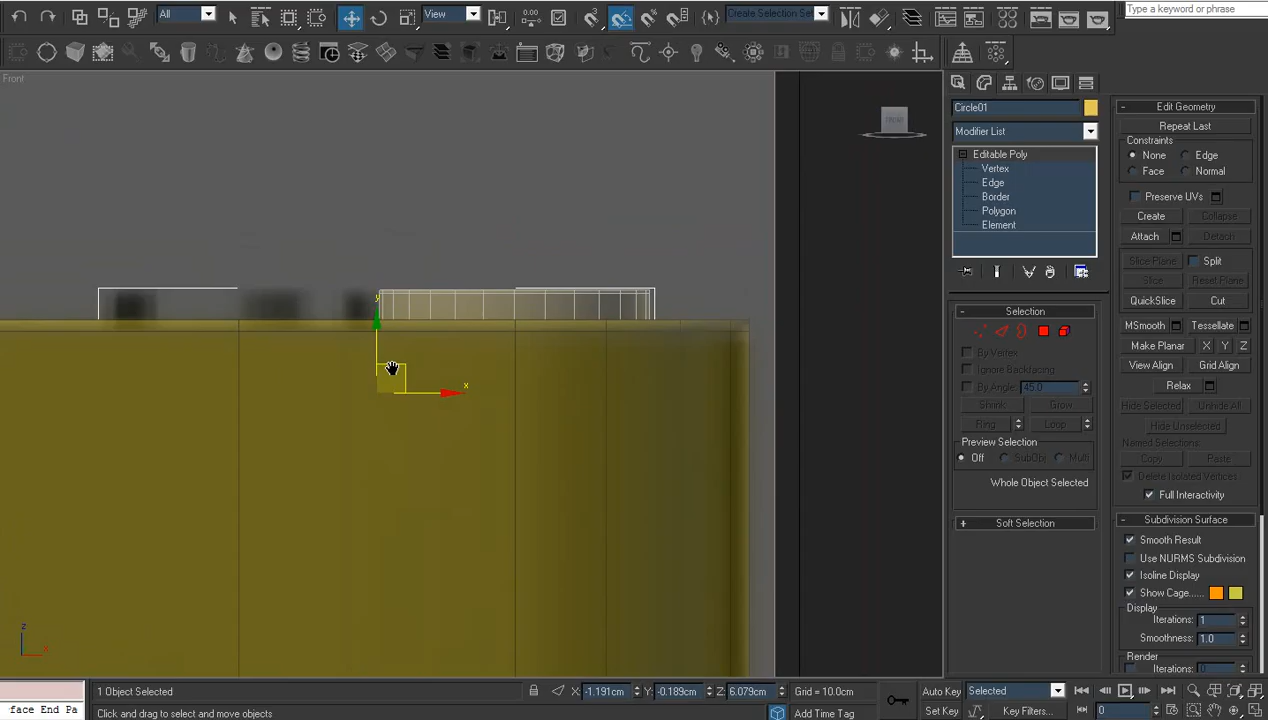 All
View
Create Selection Set
Type a keyword or phrase
Front
Circle01
Modifier List
Editable Poly
Vertex
Edge
Border
Polygon
Element
Selection
By Vertex
Ignore Backfacing
By Angle: 45.0
Shrink Grow
Ring Loop
Preview Selection
Off SubObj Multi
Whole Object Selected
Soft Selection
Edit Geometry
Repeat Last
Constraints
None Edge
Face Normal
Preserve UVs
Create Collapse
Attach Detach
Slice Plane Split
Slice Reset Plane
QuickSlice Cut
MSmooth Tessellate
Make Planar X Y Z
View Align Grid Align
Relax
Hide Selected Unhide All
Hide Unselected
Named Selections:
Copy Paste
Delete Isolated Vertices
Full Interactivity
Subdivision Surface
Smooth Result
Use NURMS Subdivision
Isoline Display
Show Cage......
Display
Iterations: 1
Smoothness: 1.0
Render
Iterations: 0
y
x
z
x
1 Object Selected X: -1.191cm Y: -0.189cm Z: 6.079cm Grid = 10.0cm Auto Key Selected
face End Pa Click and drag to select and move objects Add Time Tag Set Key Key Filters... 0